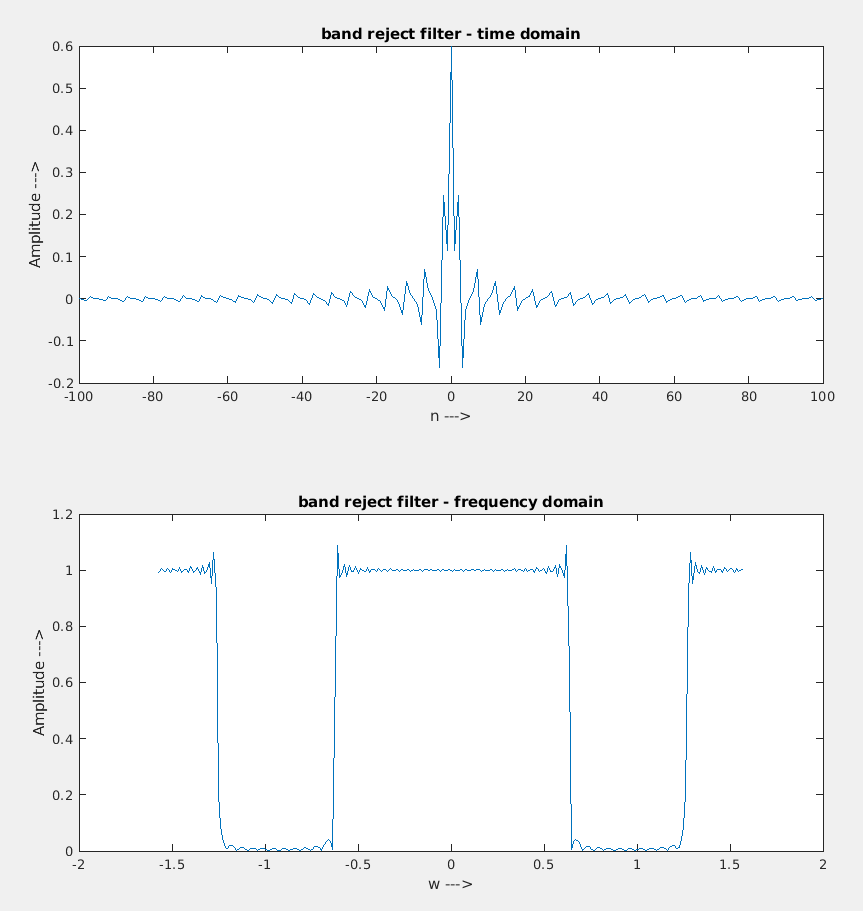 band reject filter - time domain
0.6
0.5
0.4
0.3
0.2
0.1
0
-0.1
-0.2
Amplitude --->
-100 -80 -60 -40 -20 0 20 40 60 80 100
n --->
band reject filter - frequency domain
1.2
1
0.8
0.6
0.4
0.2
0
Amplitude --->
-2 -1.5 -1 -0.5 0 0.5 1 1.5 2
w --->